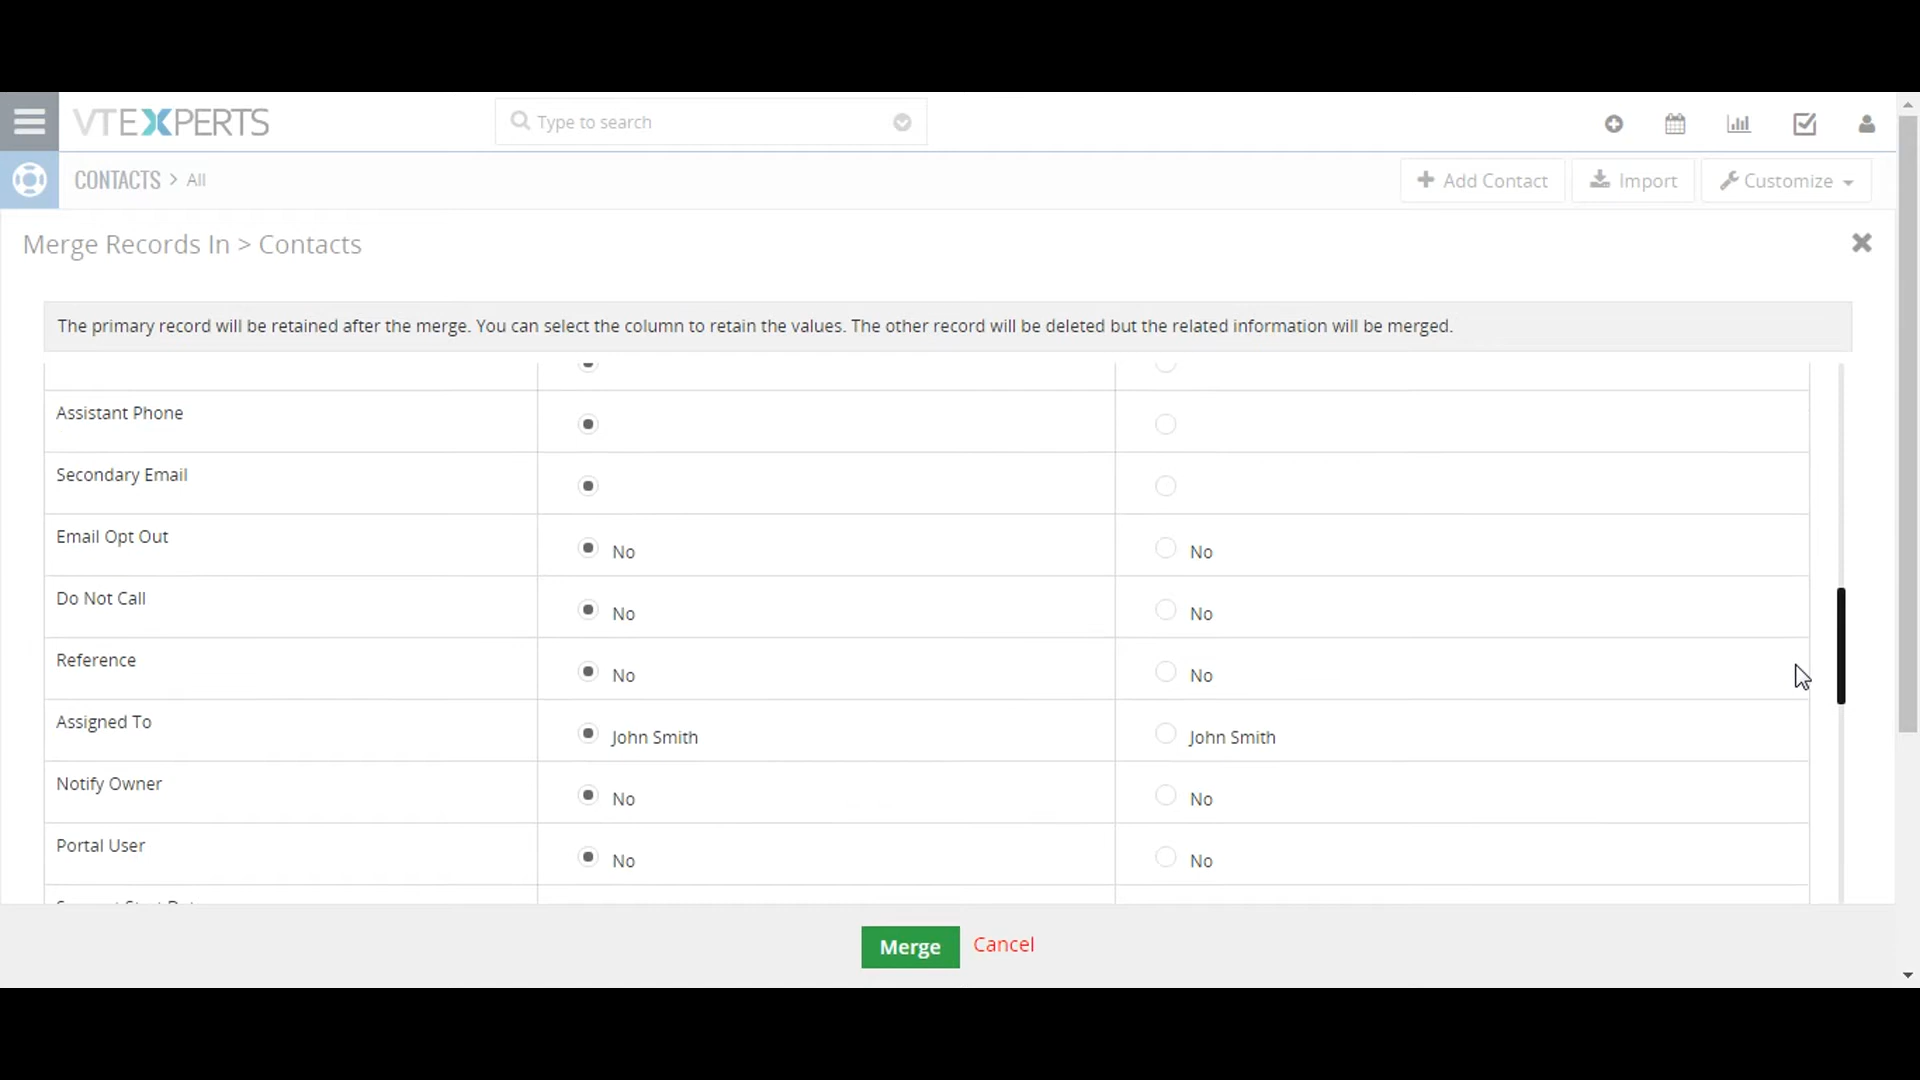 VTEXPERTS
Type to search
CONTACTS > All
Add Contact
Import
Customize
Merge Records In > Contacts
The primary record will be retained after the merge. You can select the column to retain the values. The other record will be deleted but the related information will be merged.
Assistant Phone
Secondary Email
Email Opt Out No No
Do Not Call No No
Reference No No
Assigned To John Smith John Smith
Notify Owner No No
Portal User No No
Merge Cancel